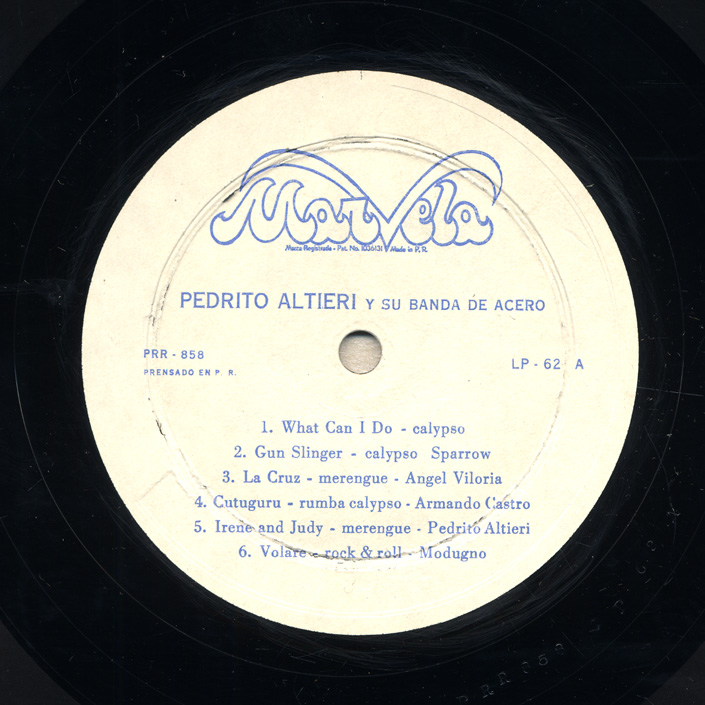 Marvela
Marca Registrada - Pat. No. 1036131 Made in P. R.
PEDRITO ALTIERI Y SU BANDA DE ACERO
PRR - 858
PRENSADO EN P. R.
LP - 62 A
1. What Can I Do - calypso
2. Gun Slinger - calypso Sparrow
3. La Cruz - merengue - Angel Viloria
4. Cutuguru - rumba calypso - Armando Castro
5. Irene and Judy - merengue - Pedrito Altieri
6. Volare - rock & roll - Modugno